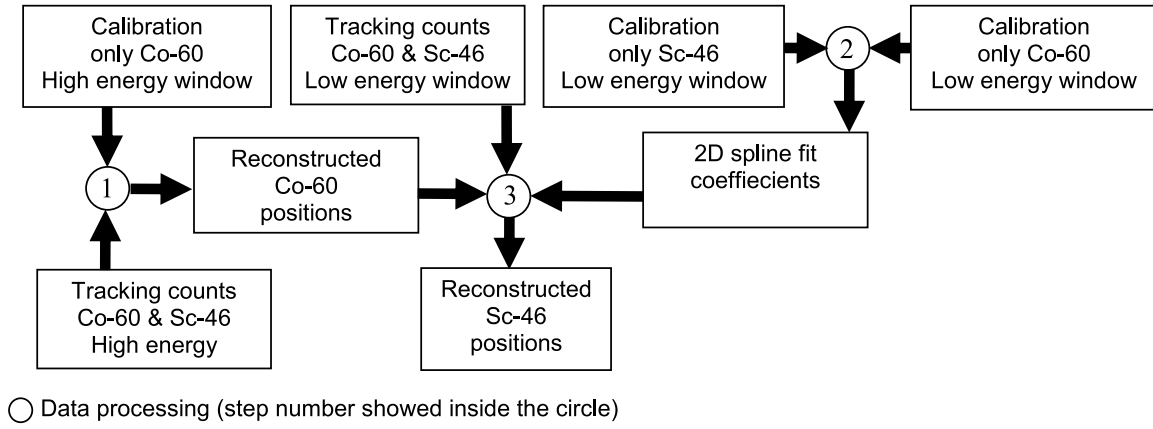 Calibration
only Co-60
High energy window
Tracking counts
Co-60 & Sc-46
Low energy window
Calibration
only Sc-46
Low energy window
2
Calibration
only Co-60
Low energy window
1
Reconstructed
Co-60
positions
3
2D spline fit
coeffiecients
Tracking counts
Co-60 & Sc-46
High energy
Reconstructed
Sc-46
positions
Data processing (step number showed inside the circle)